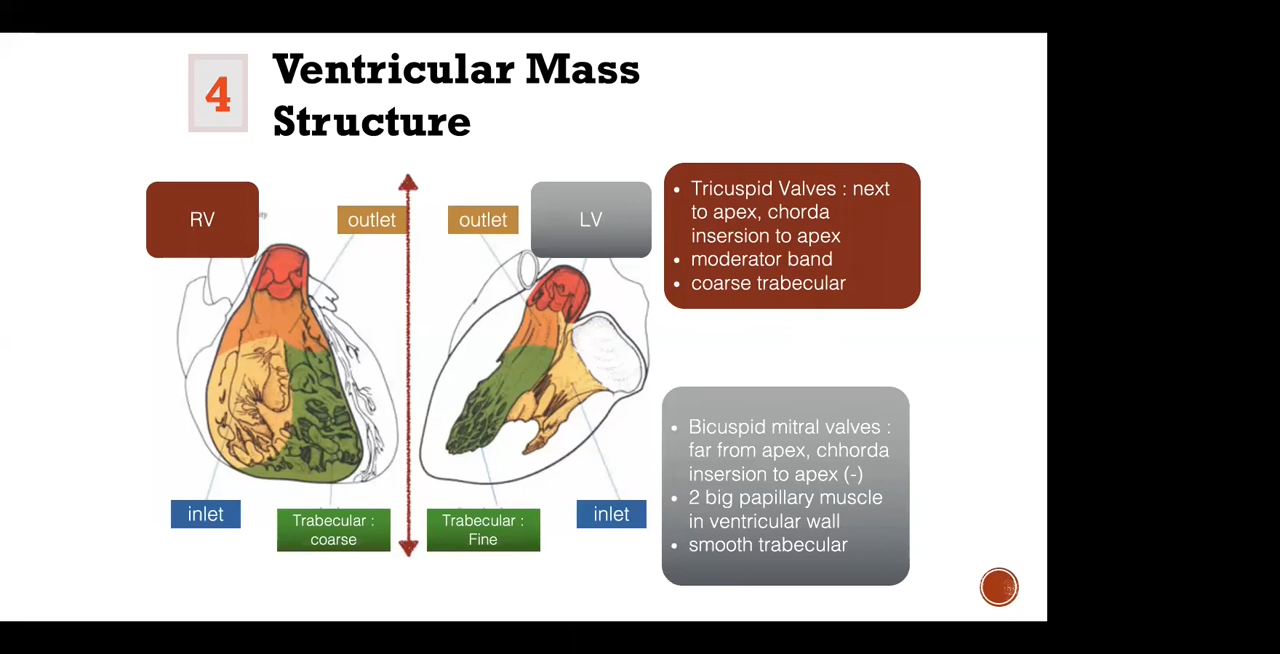 4
Ventricular Mass
Structure
RV
outlet
outlet
LV
inlet
Trabecular :
coarse
Trabecular :
Fine
inlet
• Tricuspid Valves : next
to apex, chorda
insersion to apex
• moderator band
• coarse trabecular
• Bicuspid mitral valves :
far from apex, chhorda
insersion to apex (-)
• 2 big papillary muscle
in ventricular wall
• smooth trabecular